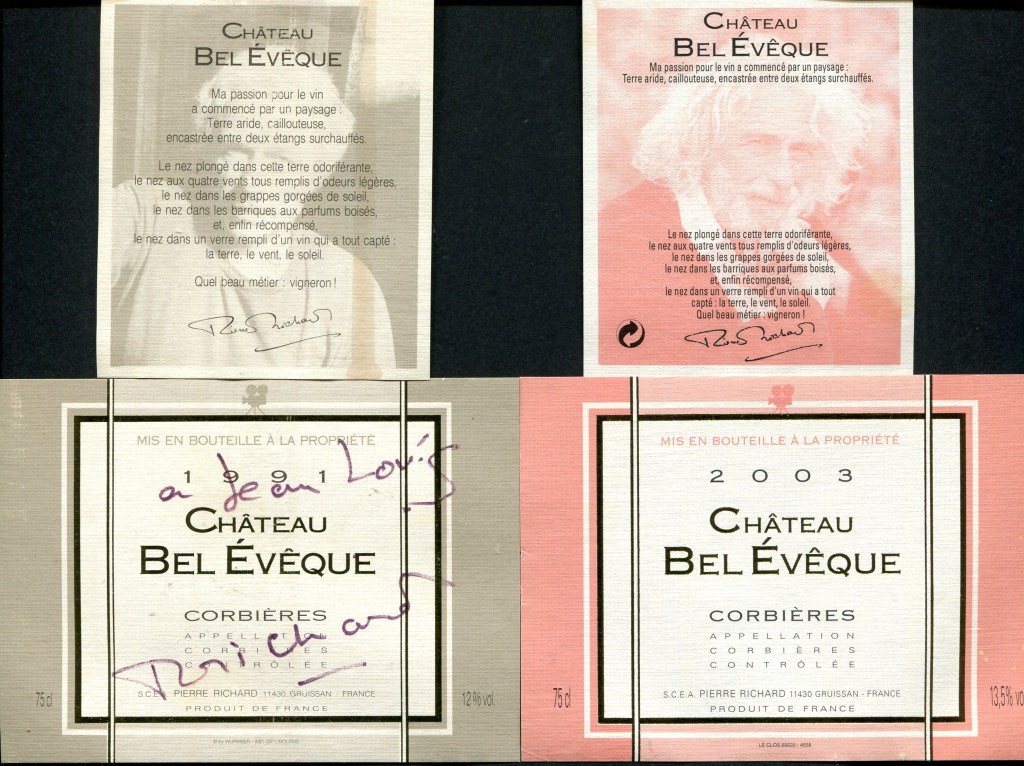 CHÂTEAU
BEL ÉVÊQUE
Ma passion pour le vin
a commencé par un paysage :
Terre aride, caillouteuse,
encastrée entre deux étangs surchauffés.
Le nez plongé dans cette terre odoriférante,
le nez aux quatre vents tous remplis d'odeurs légères,
le nez dans les grappes gorgées de soleil,
le nez dans les barriques aux parfums boisés,
et, enfin récompensé,
le nez dans un verre rempli d'un vin qui a tout capté :
la terre, le vent, le soleil.
Quel beau métier : vigneron !
CHÂTEAU
BEL ÉVÊQUE
Ma passion pour le vin a commencé par un paysage :
Terre aride, caillouteuse, encastrée entre deux étangs surchauffés.
Le nez plongé dans cette terre odoriférante,
le nez aux quatre vents tous remplis d'odeurs légères,
le nez dans les grappes gorgées de soleil,
le nez dans les barriques aux parfums boisés,
et, enfin récompensé,
le nez dans un verre rempli d'un vin qui a tout
capté : la terre, le vent, le soleil.
Quel beau métier : vigneron !
MIS EN BOUTEILLE À LA PROPRIÉTÉ
1991
a Jean Louis
CHÂTEAU
BEL ÉVÊQUE
CORBIÈRES
APPELLATION
CORBIÈRES
CONTRÔLÉE
Prichard
75 cl
12 % vol.
S.C.E.A. PIERRE RICHARD 11430 GRUISSAN - FRANCE
PRODUIT DE FRANCE
MIS EN BOUTEILLE À LA PROPRIÉTÉ
2003
CHÂTEAU
BEL ÉVÊQUE
CORBIÈRES
APPELLATION
CORBIÈRES
CONTRÔLÉE
75 cl
13,5% vo
S.C.E.A. PIERRE RICHARD 11430 GRUISSAN - FRANCE
PRODUIT DE FRANCE